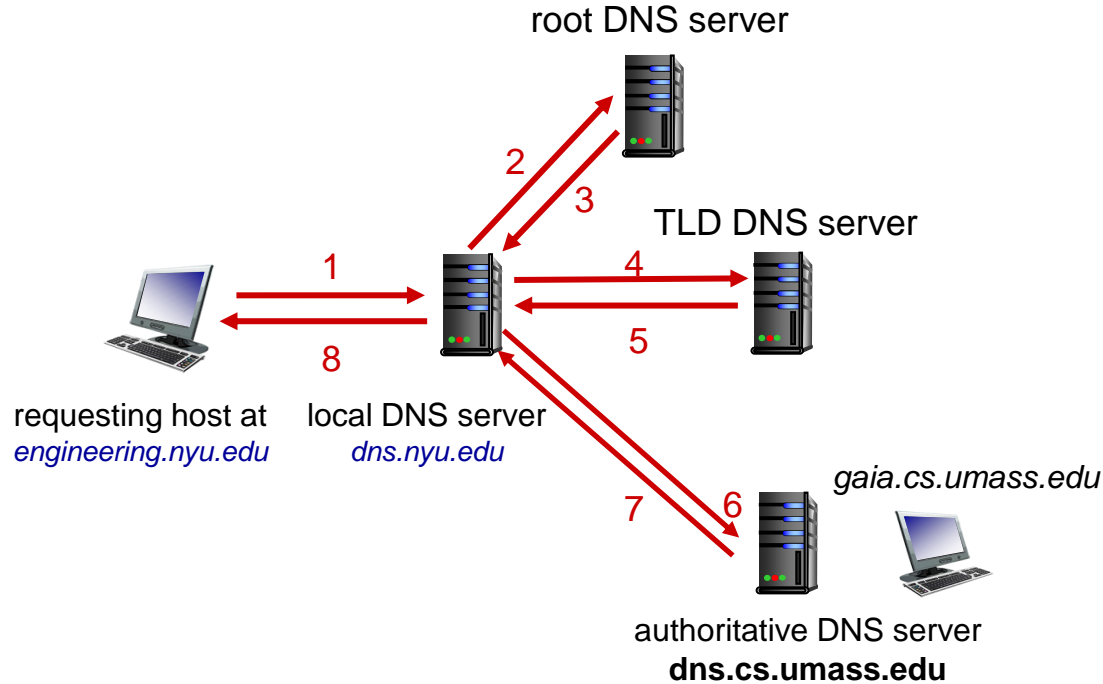 root DNS server
2
3
TLD DNS server
1
4
5
8
requesting host at
engineering.nyu.edu
local DNS server
dns.nyu.edu
gaia.cs.umass.edu
7
6
authoritative DNS server
dns.cs.umass.edu